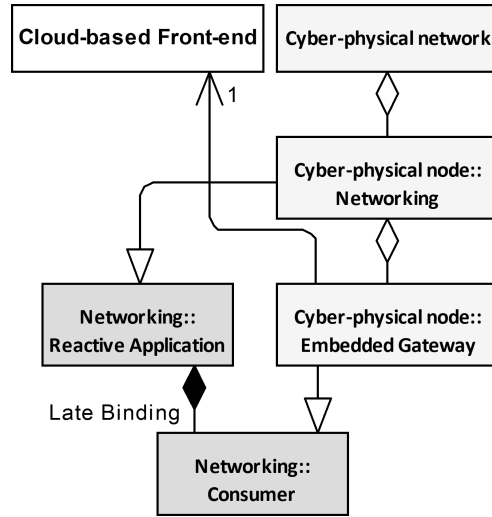 Cloud-based Front-end
Cyber-physical network
1
Cyber-physical node::
Networking
Networking::
Reactive Application
Cyber-physical node::
Embedded Gateway
Late Binding
Networking::
Consumer